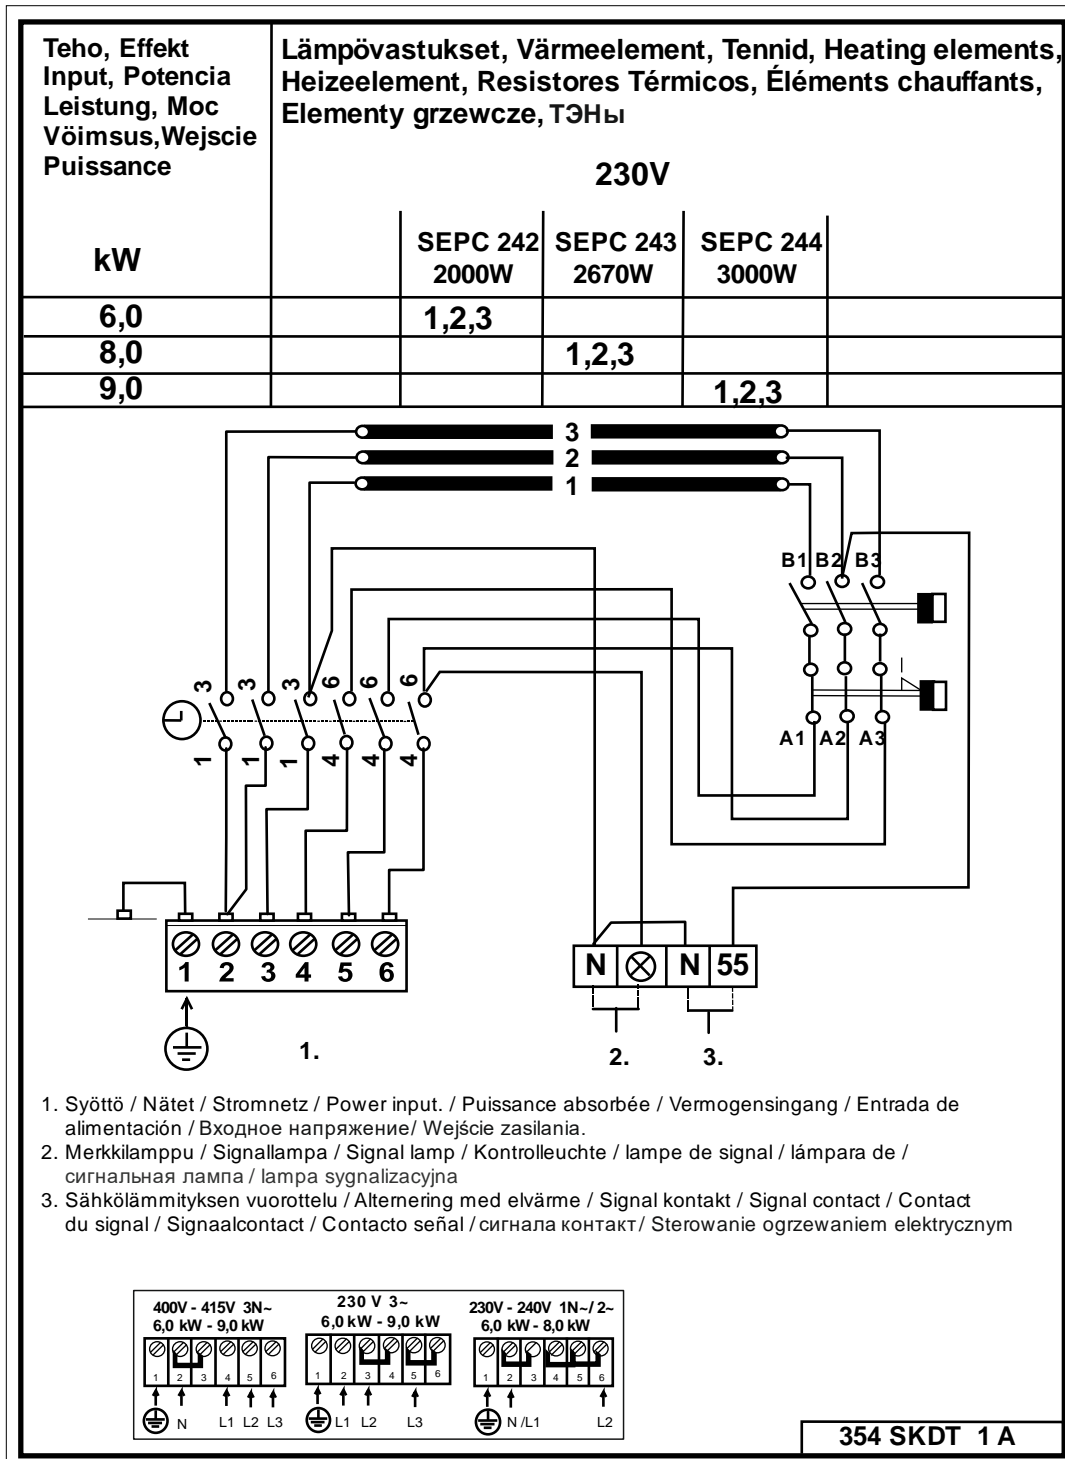 Teho, Effekt
Input, Potencia
Leistung, Moc
Vöimsus,Wejscie
Puissance
Lämpövastukset, Värmeelement, Tennid, Heating elements,
Heizeelement, Resistores Térmicos, Éléments chauffants,
Elementy grzewcze, ТЭНы
230V
kW
SEPC 242
2000W
SEPC 243
2670W
SEPC 244
3000W
6,0 1,2,3
8,0 1,2,3
9,0 1,2,3
3
2
1
B1 B2 B3
3 3 3 6 6 6
1 1 1 4 4 4
A1 A2 A3
1 2 3 4 5 6
N N 55
1.
2. 3.
1. Syöttö / Nätet / Stromnetz / Power input. / Puissance absorbée / Vermogensingang / Entrada de
alimentación / Входное напряжение/ Wejście zasilania.
2. Merkkilamppu / Signallampa / Signal lamp / Kontrolleuchte / lampe de signal / lámpara de /
сигнальная лампа / lampa sygnalizacyjna
3. Sähkölämmityksen vuorottelu / Alternering med elvärme / Signal kontakt / Signal contact / Contact
du signal / Signaalcontact / Contacto señal / сигнала контакт / Sterowanie ogrzewaniem elektrycznym
400V - 415V 3N~
6,0 kW - 9,0 kW
1 2 3 4 5 6
N L1 L2 L3
230 V 3~
6,0 kW - 9,0 kW
1 2 3 4 5 6
L1 L2 L3
230V - 240V 1N~/ 2~
6,0 kW - 8,0 kW
1 2 3 4 5 6
N /L1 L2
354 SKDT 1 A